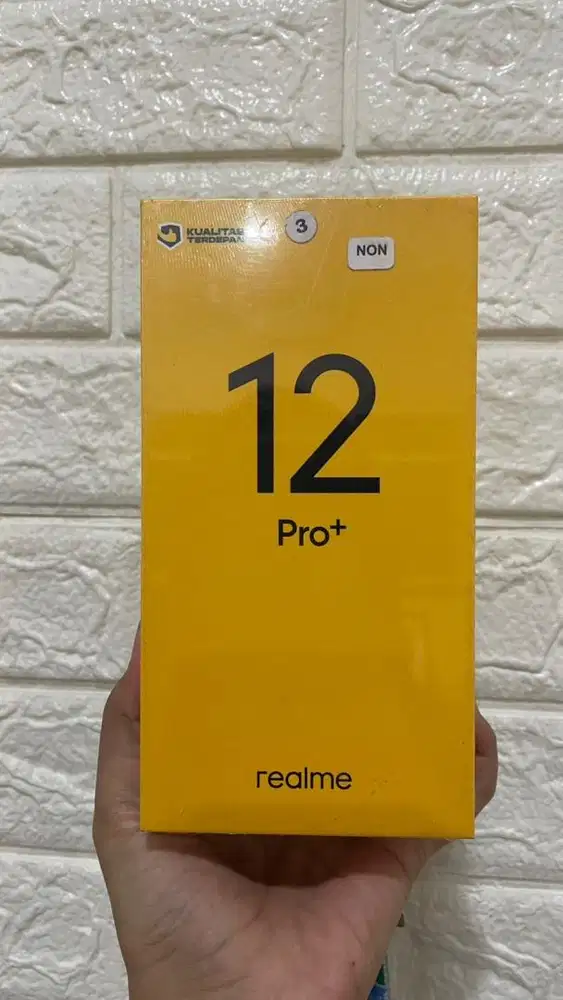 KUALITAS
TERDEPAN
3
NON
12
Pro+
realme